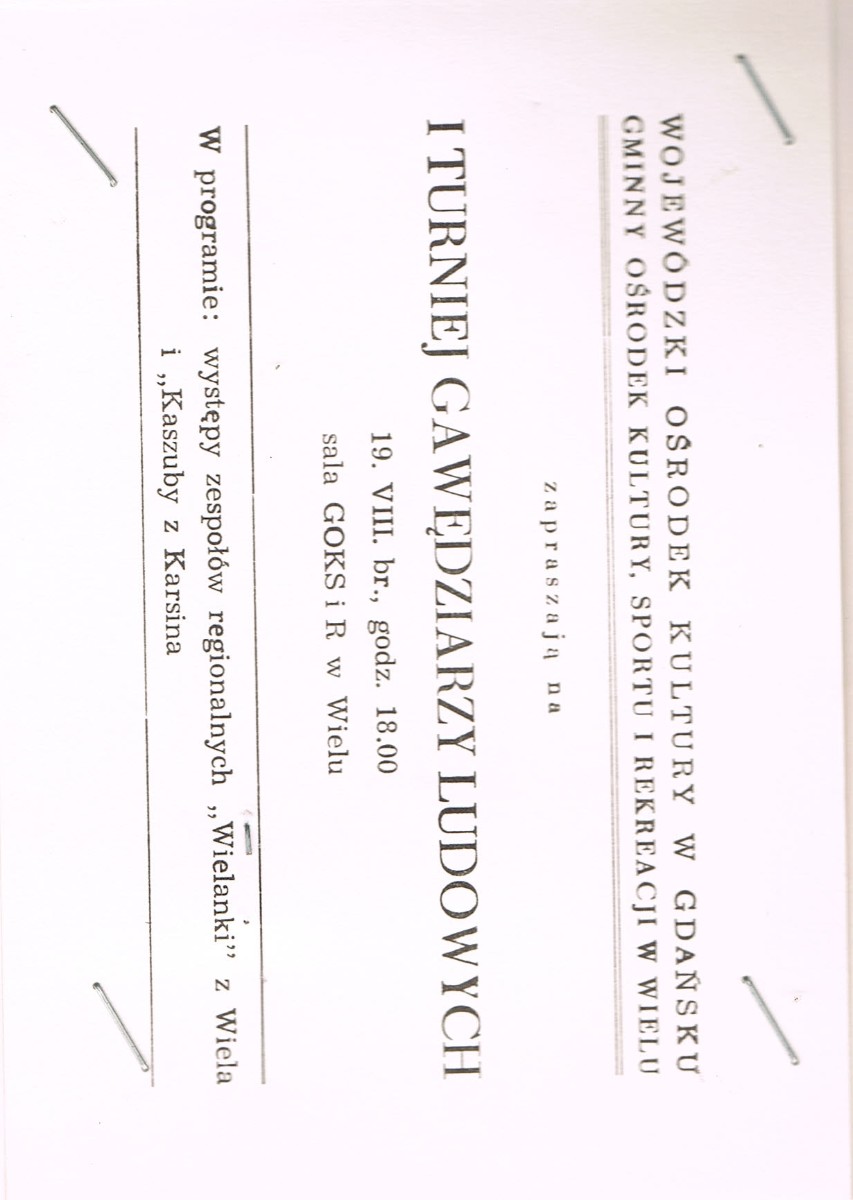 WOJEWÓDZKI OŚRODEK KULTURY W GDAŃSKU
GMINNY OŚRODEK KULTURY, SPORTU I REKREACJI W WIELU
zapraszają na
I TURNIEJ GAWĘDZIARZY LUDOWYCH
19. VIII. br., godz. 18.00
sala GOKS i R w Wielu
W programie: występy zespołów regionalnych „Wielanki” z Wiela
i „Kaszuby z Karsina